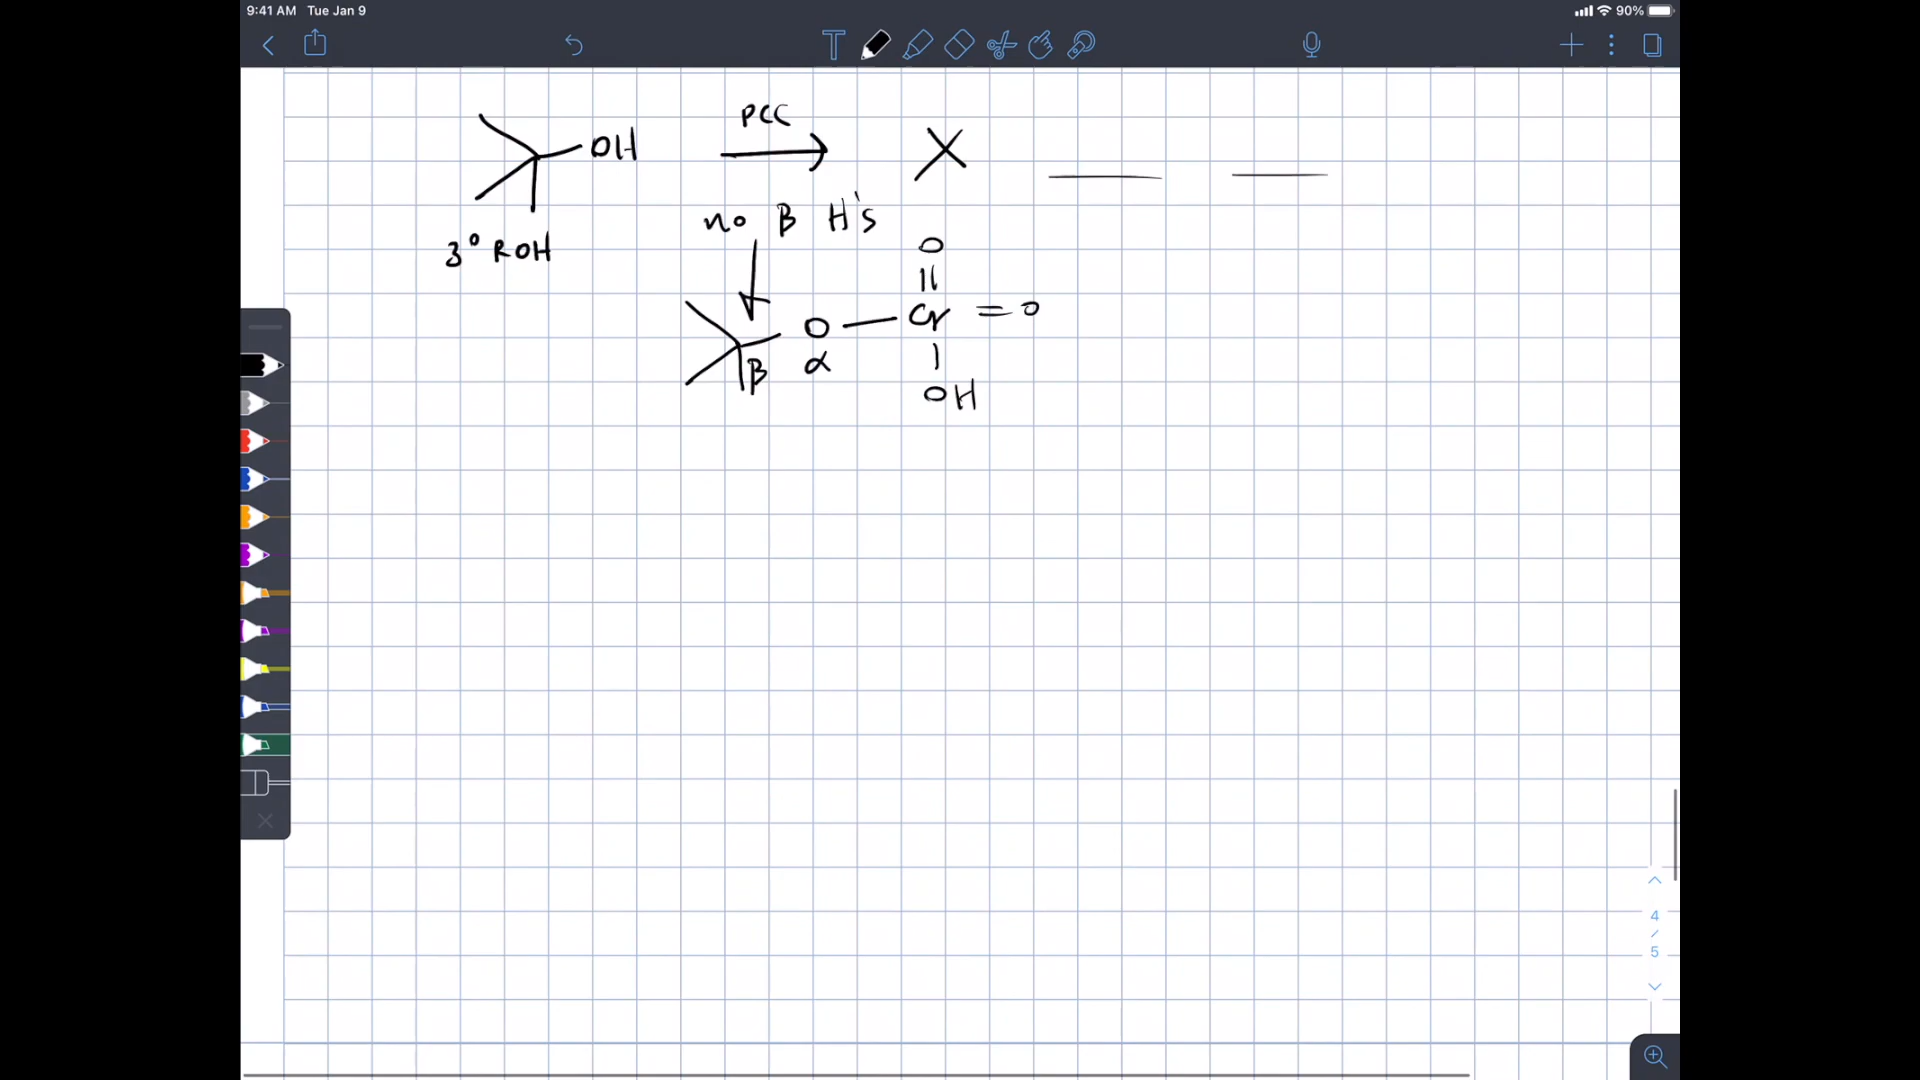 9:41 AM Tue Jan 9
90%
PCC
OH
X
3° ROH
no β H's
O
||
O — Cr = O
β α
|
OH
4
/
5